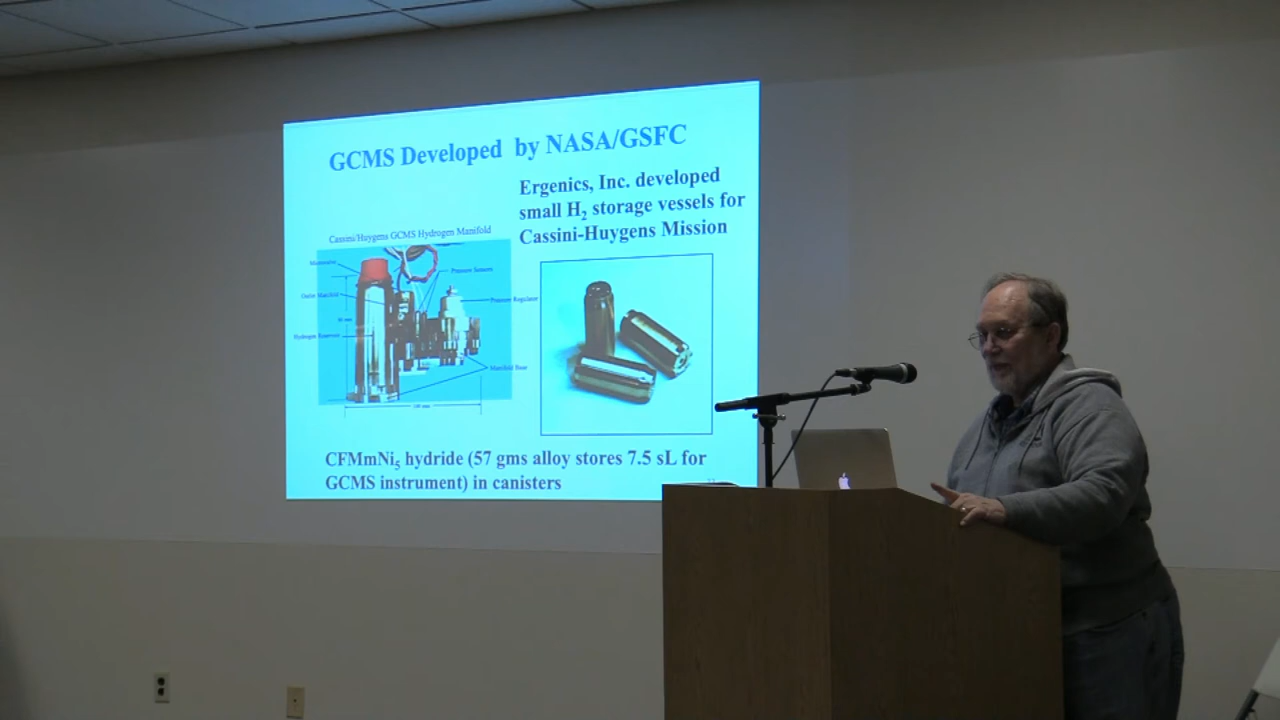 GCMS Developed by NASA/GSFC
Ergenics, Inc. developed
small H₂ storage vessels for
Cassini-Huygens Mission
Cassini/Huygens GCMS Hydrogen Manifold
Pressure Sensors
Outlet Manifold
Pressure Regulator
Hydrogen Reservoir
Manifold Base
CFMmNi₅ hydride (57 gms alloy stores 7.5 sL for
GCMS instrument) in canisters